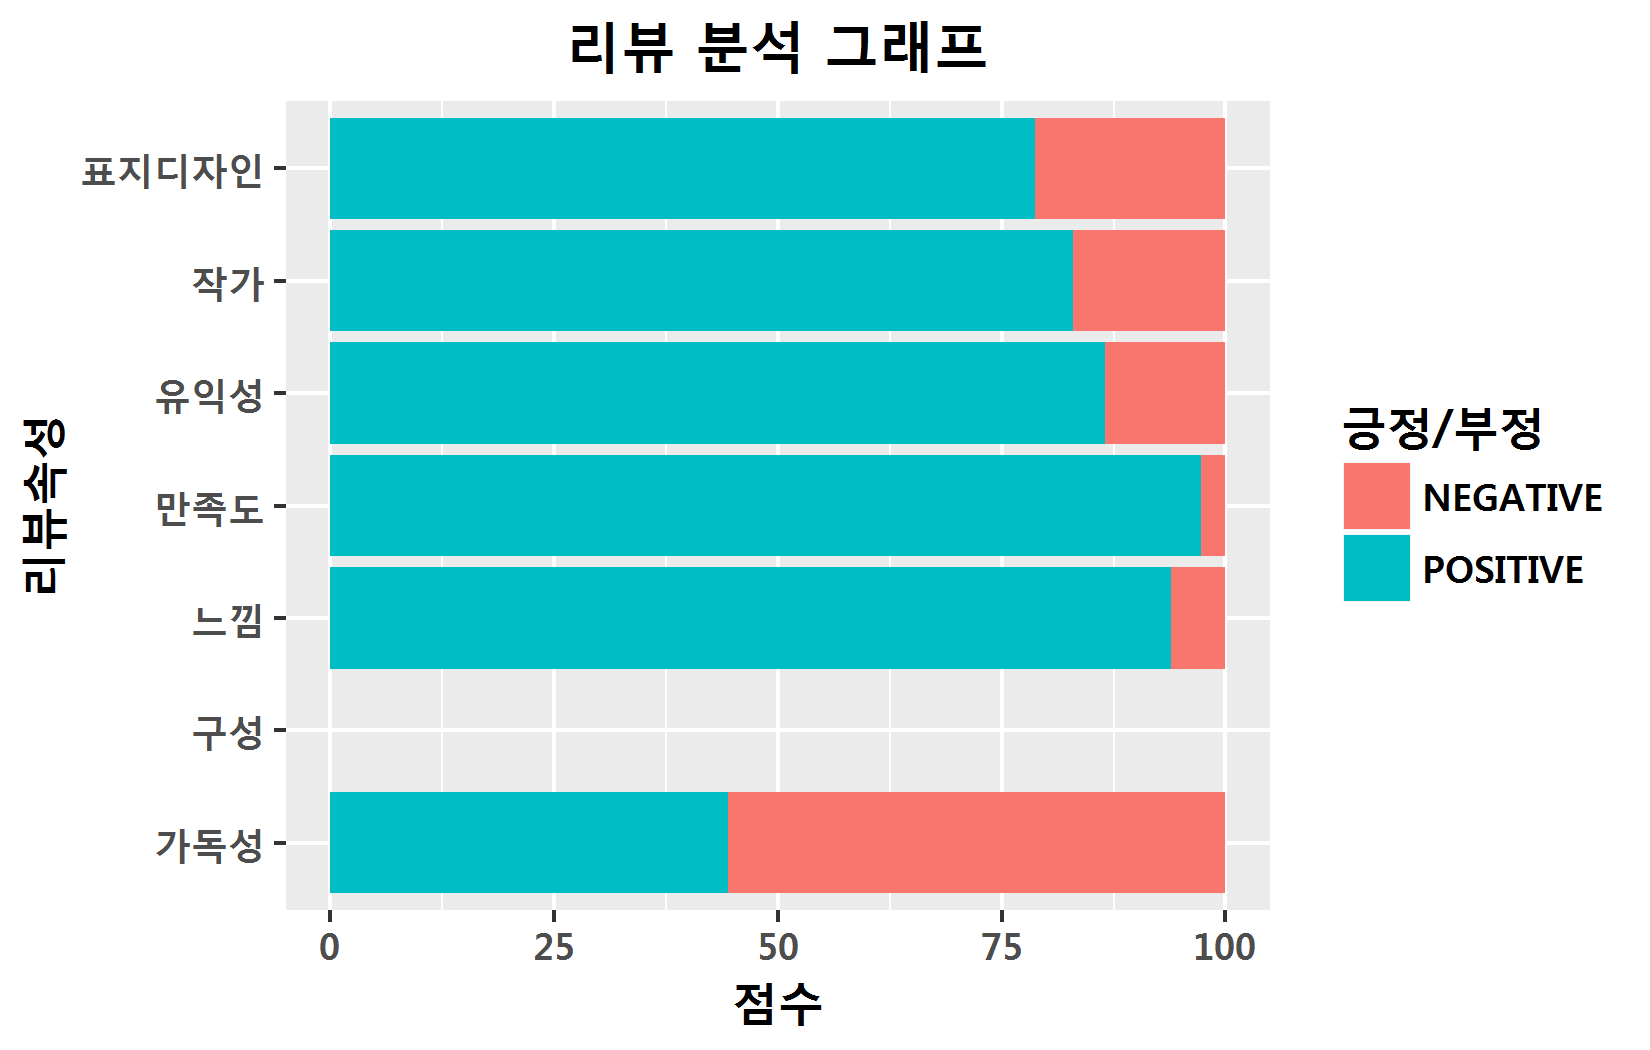 리뷰 분석 그래프
표지디자인
작가
유익성
만족도
느낌
구성
가독성
리뷰속성
0 25 50 75 100
점수
긍정/부정
NEGATIVE
POSITIVE